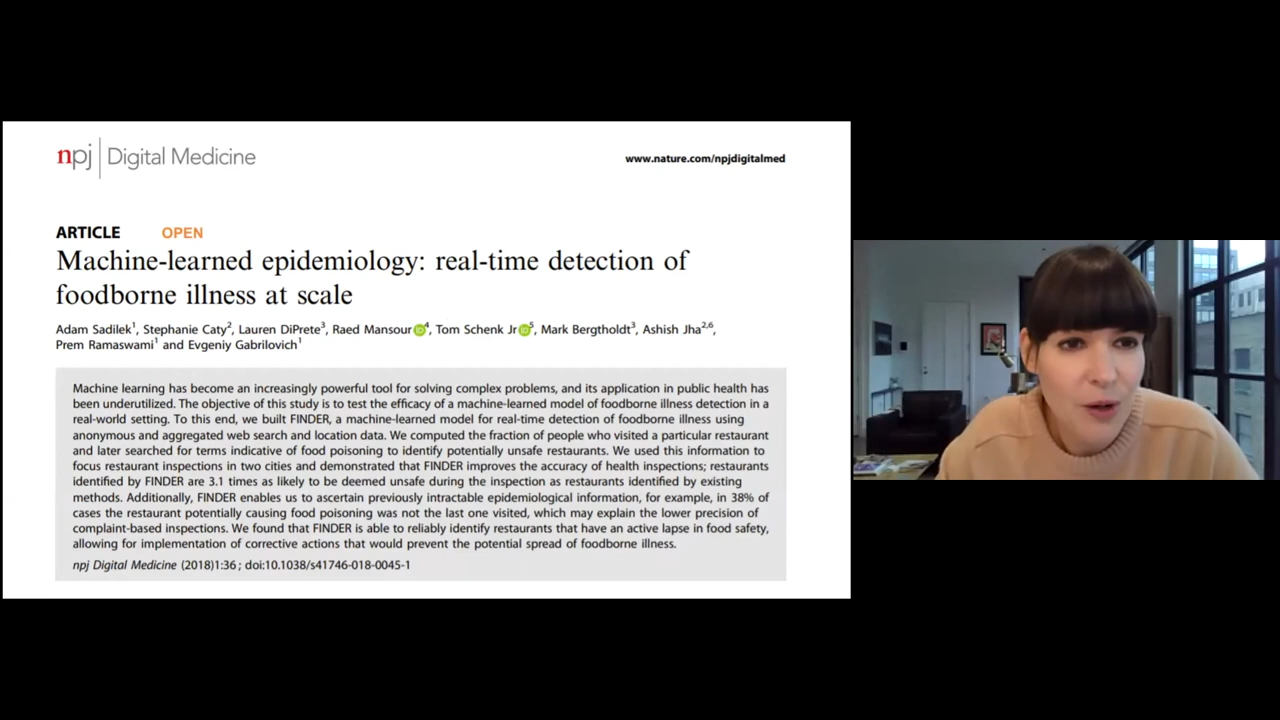 npj | Digital Medicine
www.nature.com/npjdigitalmed
ARTICLE OPEN
Machine-learned epidemiology: real-time detection of
foodborne illness at scale
Adam Sadilek1, Stephanie Caty2, Lauren DiPrete3, Raed Mansour4, Tom Schenk Jr5, Mark Bergtholdt3, Ashish Jha2,6,
Prem Ramaswami1 and Evgeniy Gabrilovich1
Machine learning has become an increasingly powerful tool for solving complex problems, and its application in public health has
been underutilized. The objective of this study is to test the efficacy of a machine-learned model of foodborne illness detection in a
real-world setting. To this end, we built FINDER, a machine-learned model for real-time detection of foodborne illness using
anonymous and aggregated web search and location data. We computed the fraction of people who visited a particular restaurant
and later searched for terms indicative of food poisoning to identify potentially unsafe restaurants. We used this information to
focus restaurant inspections in two cities and demonstrated that FINDER improves the accuracy of health inspections; restaurants
identified by FINDER are 3.1 times as likely to be deemed unsafe during the inspection as restaurants identified by existing
methods. Additionally, FINDER enables us to ascertain previously intractable epidemiological information, for example, in 38% of
cases the restaurant potentially causing food poisoning was not the last one visited, which may explain the lower precision of
complaint-based inspections. We found that FINDER is able to reliably identify restaurants that have an active lapse in food safety,
allowing for implementation of corrective actions that would prevent the potential spread of foodborne illness.
npj Digital Medicine (2018)1:36 ; doi:10.1038/s41746-018-0045-1